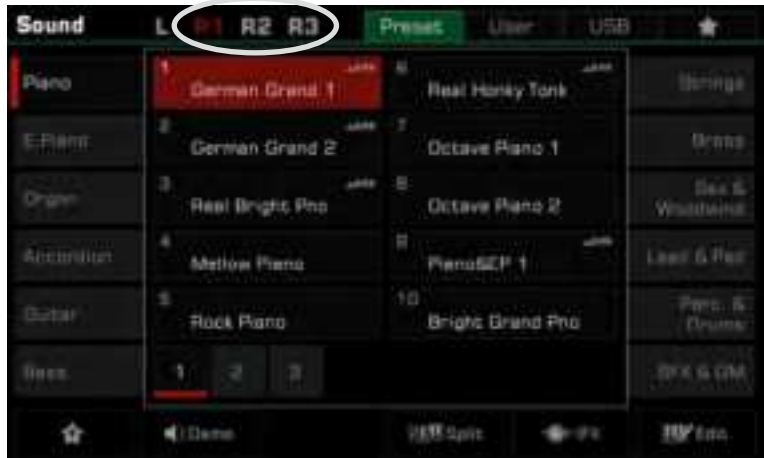 Sound L R1 R2 R3 Preset User USB
Piano
E.Piano
Organ
Accordion
Guitar
Bass
1 German Grand 1
2 German Grand 2
3 Real Bright Pno
4 Mellow Piano
5 Rock Piano
6 Real Honky Tonk
7 Octave Piano 1
8 Octave Piano 2
9 Piano&EP 1
10 Bright Grand Pno
1 2 3
Strings
Brass
Sax &
Woodwind
Lead & Pad
Perc. &
Drums
SFX & GM
Demo Split IFX Edit